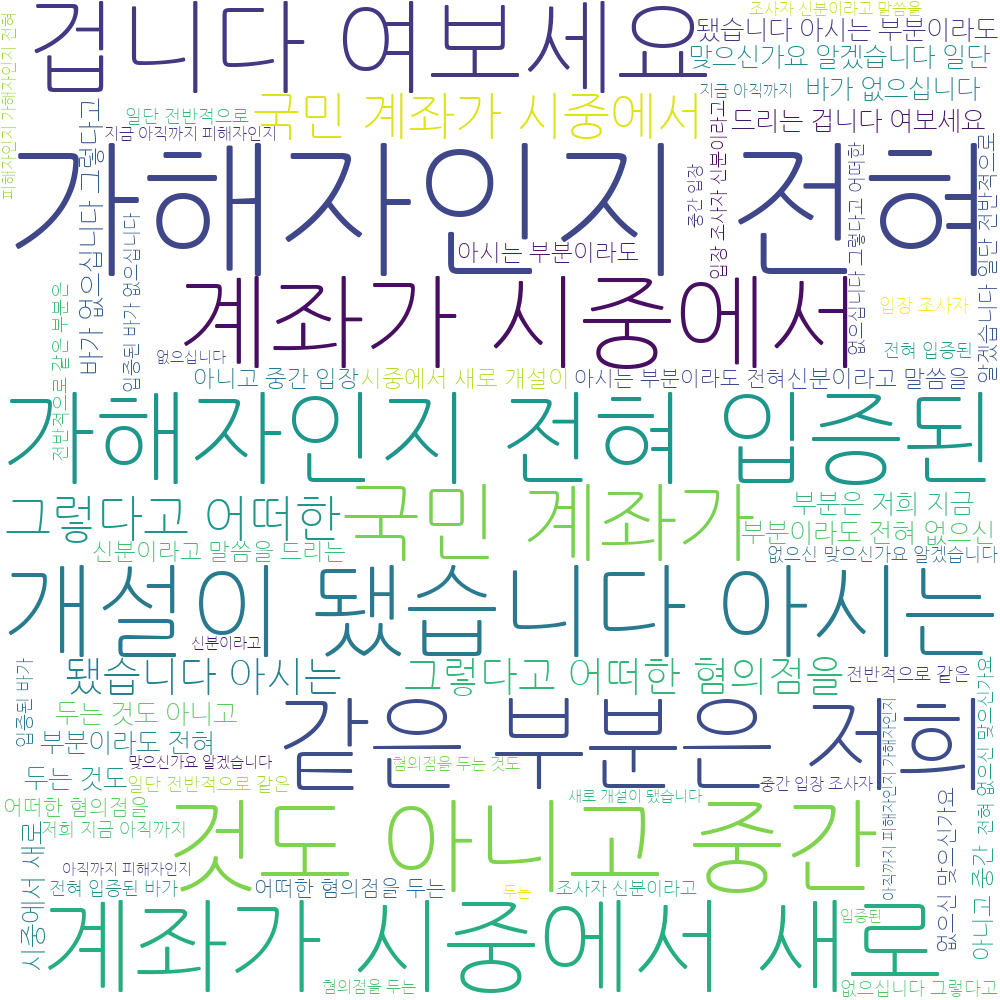 조사자 신분이라고 말씀을
겁니다 여보세요
됐습니다 아시는 부분이라도
맞으신가요 알겠습니다 일단
피해자인지 가해자인지 전혀
지금 아직까지
바가 없으십니다
일단 전반적으로
국민 계좌가 시중에서
드리는 겁니다 여보세요
지금 아직까지 피해자인지
바가 없으십니다 그렇다고
가해자인지 전혀
입장 조사자 신분이라고
중간 입장
없으십니다 그렇다고 어떠한
알겠습니다 일단 전반적으로
입증된 바가 없으십니다
아시는 부분이라도
계좌가 시중에서
전반적으로 같은 부분은
입장 조사자
없으십니다
전혀 입증된
아니고 중간 입장
시중에서 새로 개설이
아시는 부분이라도 전혀
신분이라고 말씀을
가해자인지 전혀 입증된
그렇다고 어떠한
국민 계좌가
부분은 저희 지금
부분이라도 전혀 없으신
신분이라고 말씀을 드리는
없으신 맞으신가요 알겠습니다
개설이 됐습니다 아시는
신분이라고
입증된 바가
됐습니다 아시는
그렇다고 어떠한 혐의점을
전반적으로 같은
전혀 없으신 맞으신가요
두는 것도 아니고
같은 부분은 저희
아직까지 피해자인지 가해자인지
부분이라도 전혀
맞으신가요 알겠습니다
혐의점을 두는 것도
두는 것도
일단 전반적으로 같은
중간 입장 조사자
어떠한 혐의점을
새로 개설이 됐습니다
없으신 맞으신가요
것도 아니고 중간
시중에서 새로
저희 지금 아직까지
아니고 중간
아직까지 피해자인지
전혀 입증된 바가
어떠한 혐의점을 두는
두는
조사자 신분이라고
계좌가 시중에서 새로
입증된
혐의점을 두는
없으십니다 그렇다고